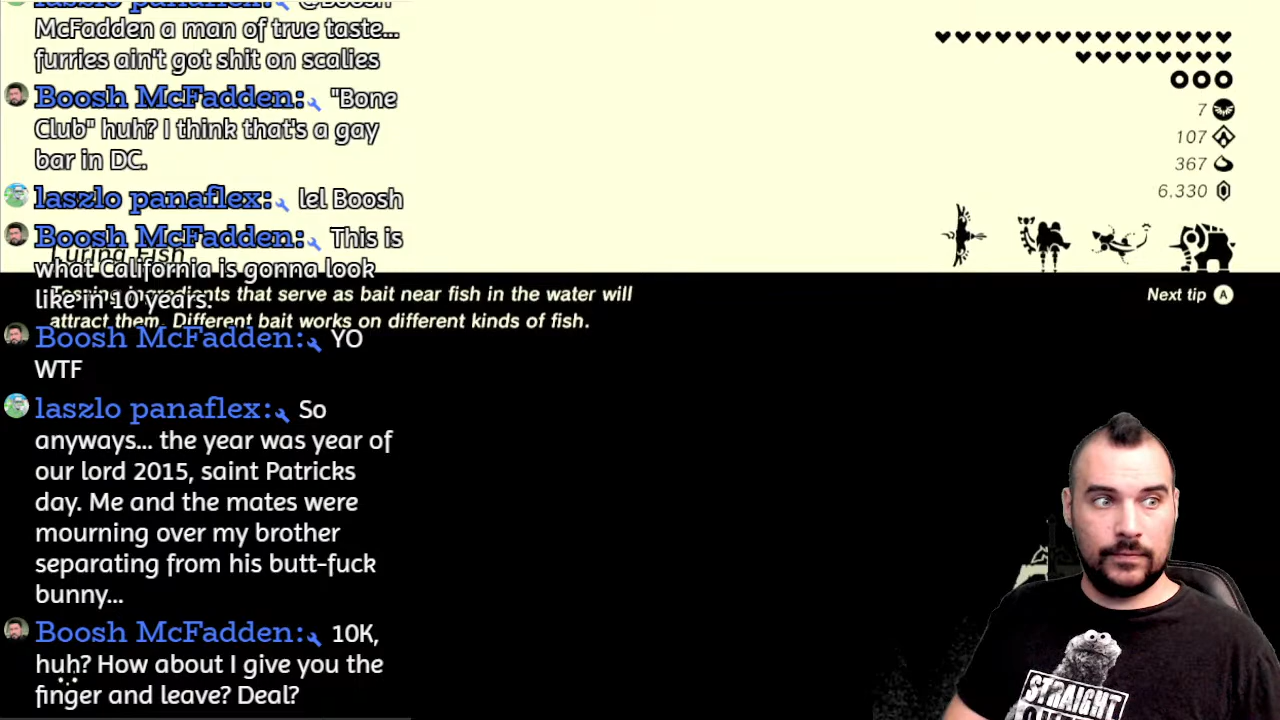 laszlo panaflex: @Boosh
McFadden a man of true taste...
furries ain't got shit on scalies
Boosh McFadden: "Bone
Club" huh? I think that's a gay
bar in DC.
laszlo panaflex: lel Boosh
Boosh McFadden: This is
what California is gonna look
like in 10 years.
Boosh McFadden: YO
WTF
laszlo panaflex: So
anyways... the year was year of
our lord 2015, saint Patricks
day. Me and the mates were
mourning over my brother
separating from his butt-fuck
bunny...
Boosh McFadden: 10K,
huh? How about I give you the
finger and leave? Deal?
7
107
367
6,330
Luring Fish
ingredients that serve as bait near fish in the water will
attract them. Different bait works on different kinds of fish.
Next tip A
STRAIGHT